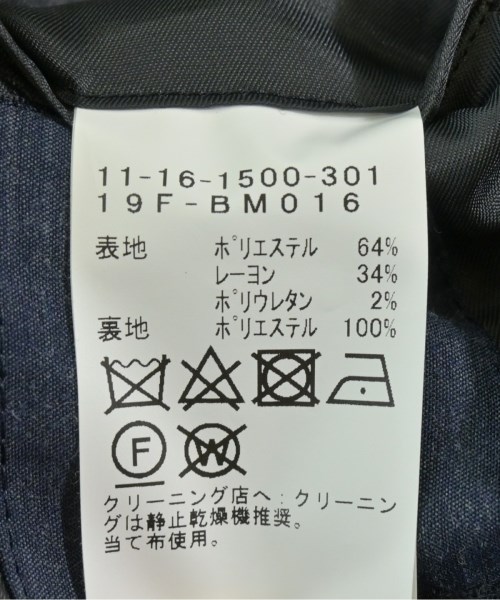 11-16-1500-301
19F-BM016
表地 ポリエステル 64%
レーヨン 34%
ポリウレタン 2%
裏地 ポリエステル 100%
F W
クリーニング店へ:クリーニン
グは静止乾燥機推奨。
当て布使用。